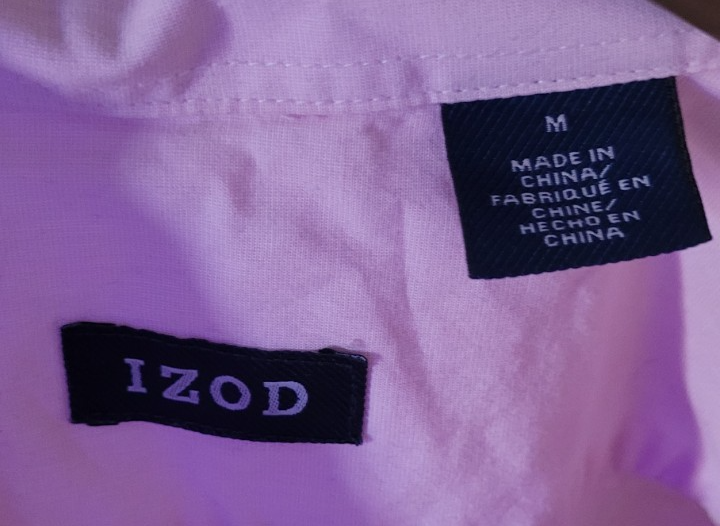 M
MADE IN
CHINA/
FABRIQUÉ EN
CHINE/
HECHO EN
CHINA
IZOD